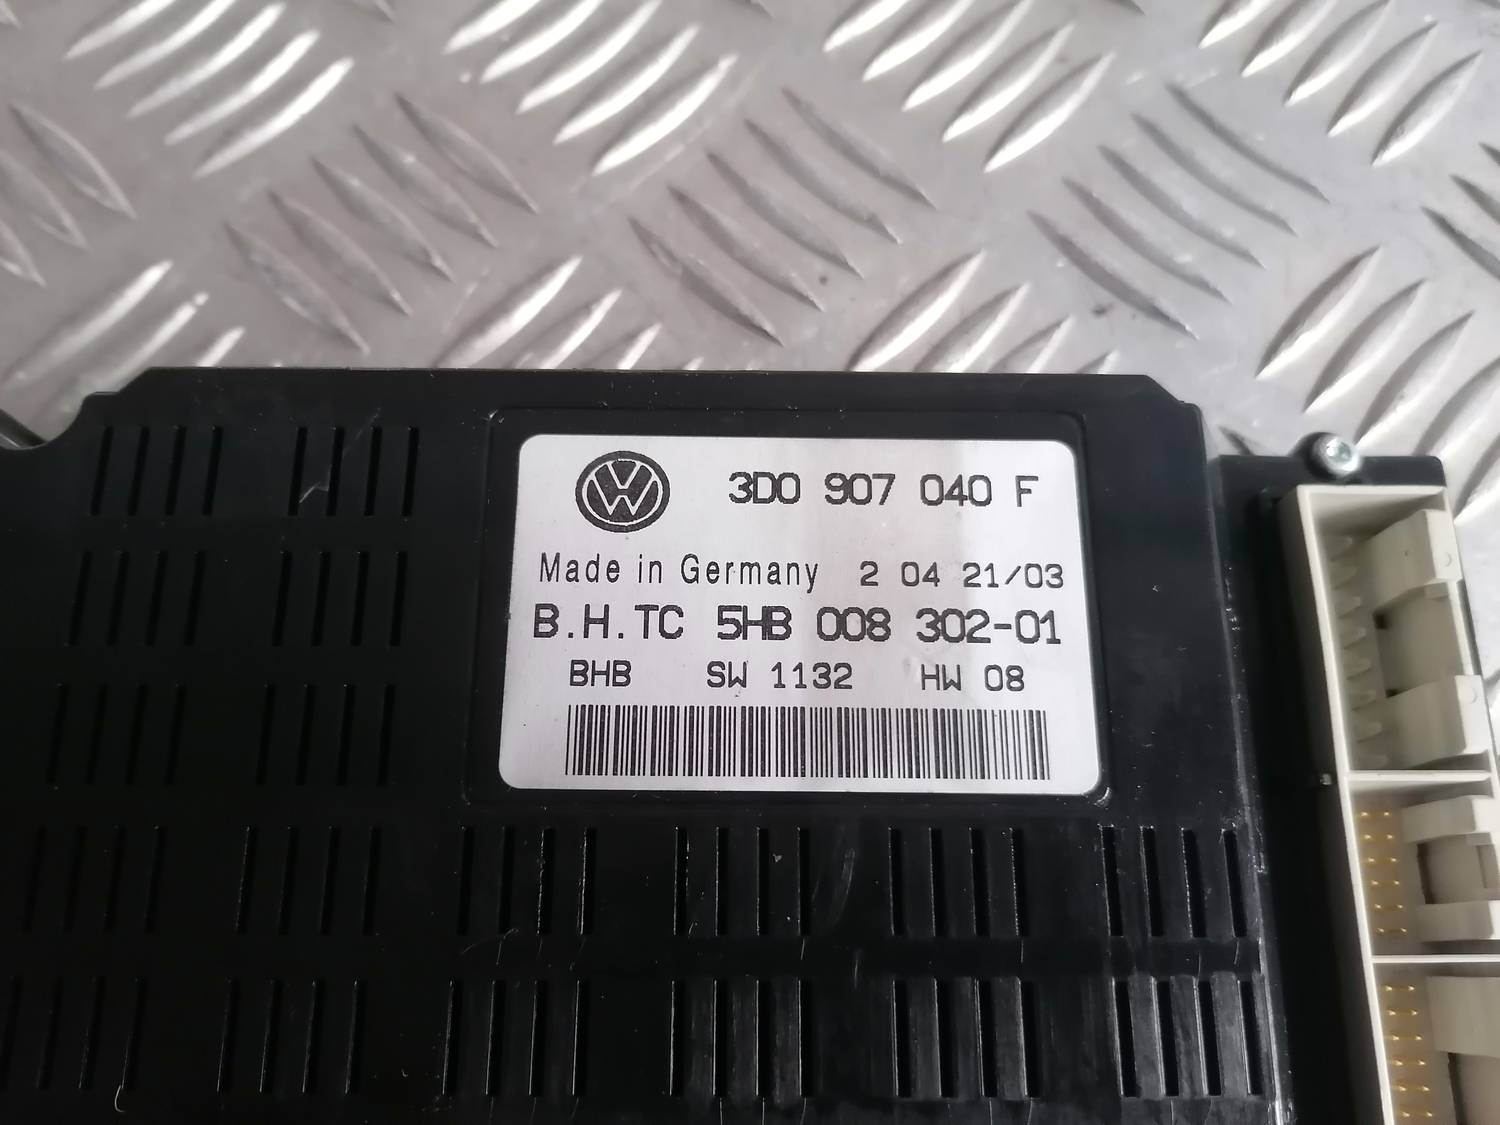 3D0 907 040 F
Made in Germany 2 04 21/03
B.H.TC 5HB 008 302-01
BHB SW 1132 HW 08